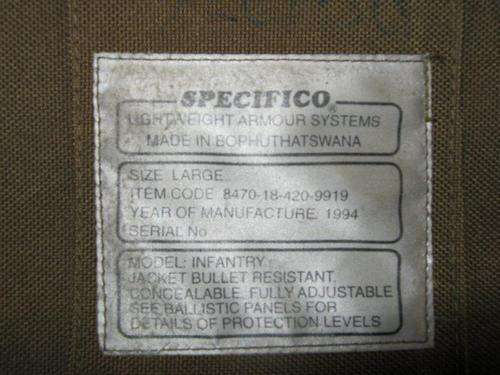 SPECIFICO®
LIGHTWEIGHT ARMOUR SYSTEMS
MADE IN BOPHUTHATSWANA
SIZE LARGE
ITEM CODE 8470-18-420-9919
YEAR OF MANUFACTURE: 1994
SERIAL No
MODEL: INFANTRY
JACKET BULLET RESISTANT
CONCEALABLE, FULLY ADJUSTABLE
SEE BALLISTIC PANELS FOR
DETAILS OF PROTECTION LEVELS